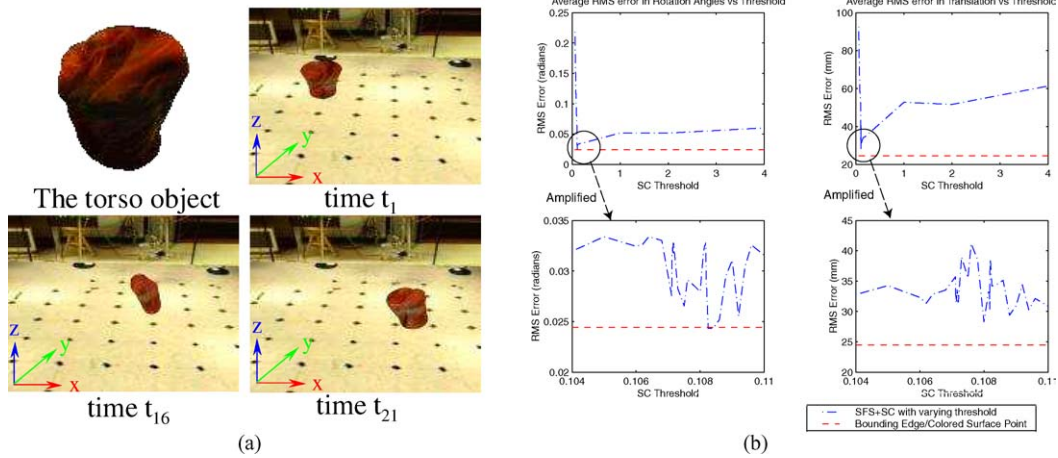 The torso object
z
y
x
time t1
z
y
x
time t16
z
y
x
time t21
(a)
Average RMS error in Rotation Angles vs Threshold
RMS Error (radians)
0.25
0.2
0.15
0.1
0.05
0
0 1 2 3 4
SC Threshold
Average RMS error in Translation vs Threshold
RMS Error (mm)
100
80
60
40
20
0 1 2 3 4
SC Threshold
Amplified
RMS Error (radians)
0.035
0.03
0.025
0.02
0.104 0.106 0.108 0.11
SC Threshold
Amplified
RMS Error (mm)
45
40
35
30
25
20
0.104 0.106 0.108 0.11
SC Threshold
SFS+SC with varying threshold
Bounding Edge/Colored Surface Point
(b)